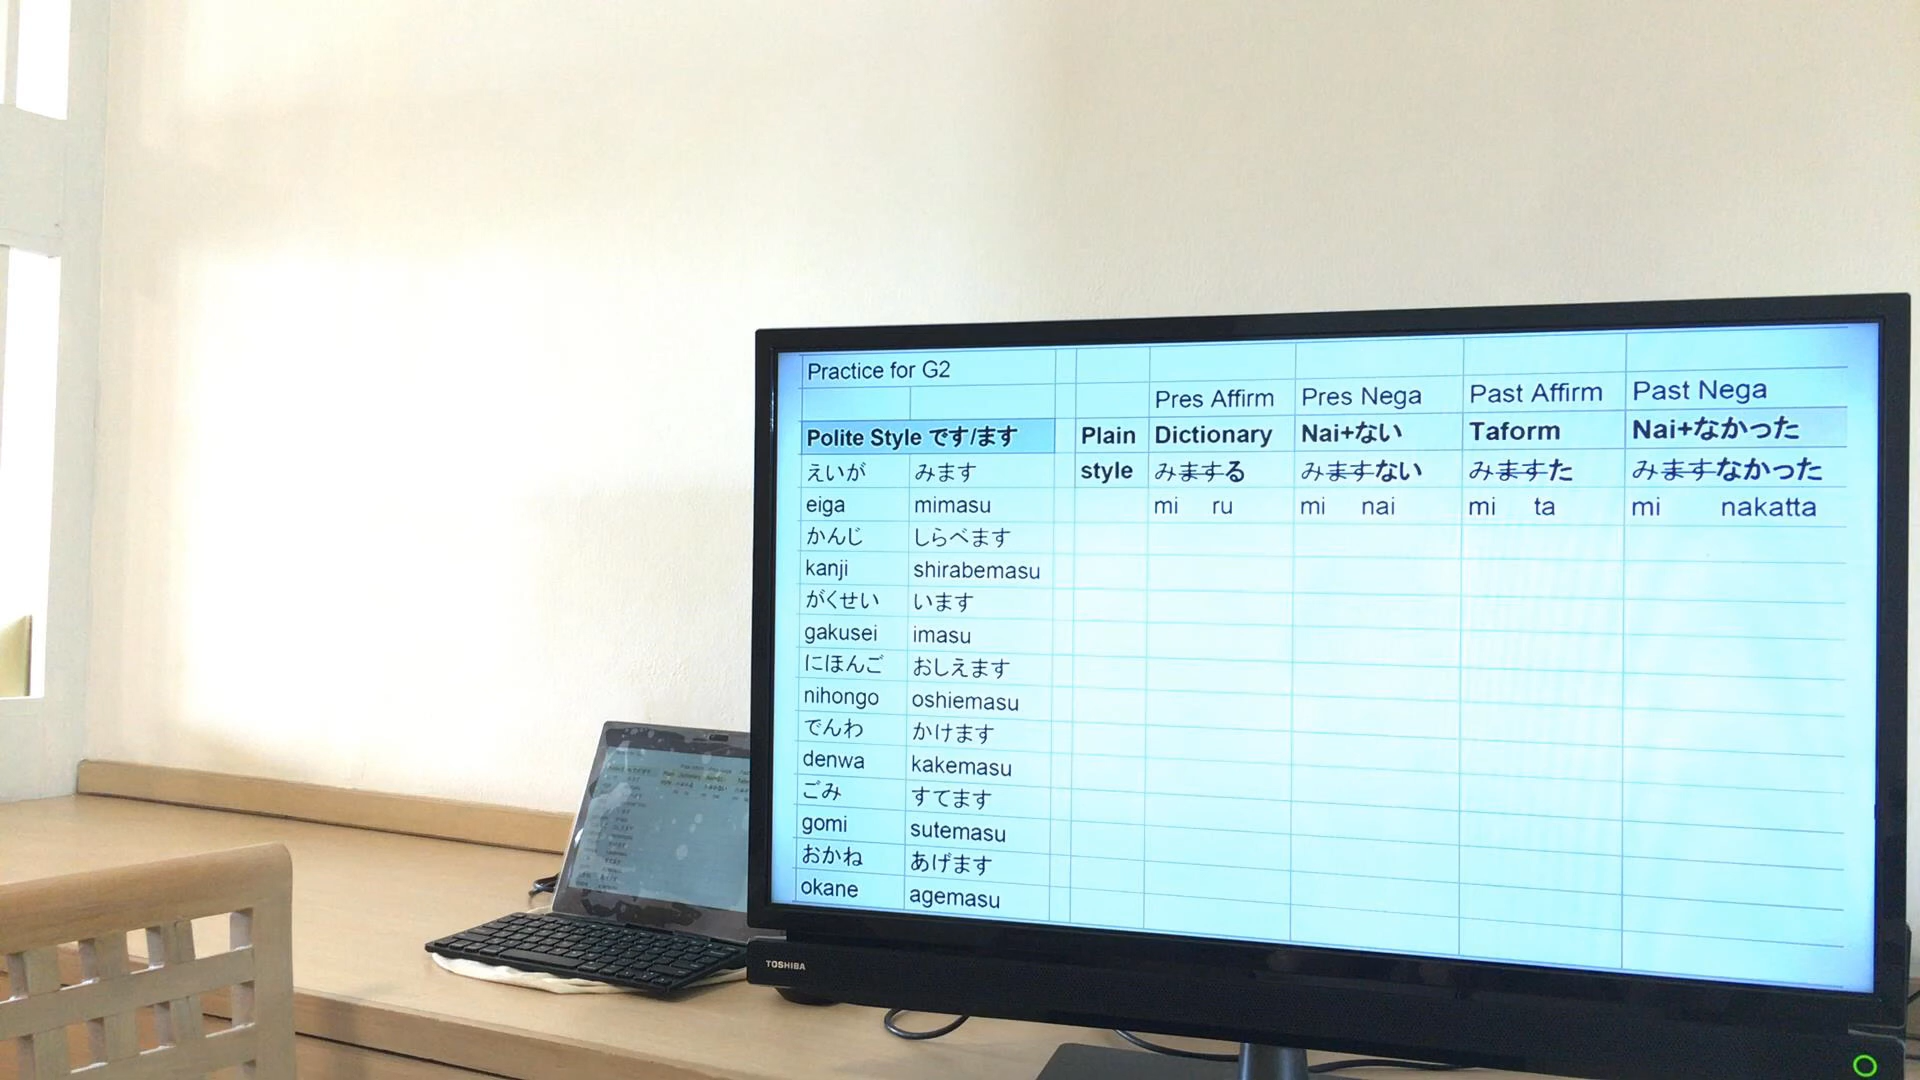 Practice for G2
Pres Affirm Pres Nega Past Affirm Past Nega
Polite Style です/ます Plain Dictionary Nai+ない Taform Nai+なかった
えいが みます style みまする みますない みますた みますなかった
eiga mimasu mi ru mi nai mi ta mi nakatta
かんじ しらべます
kanji shirabemasu
がくせい います
gakusei imasu
にほんご おしえます
nihongo oshiemasu
でんわ かけます
denwa kakemasu
ごみ すてます
gomi sutemasu
おかね あげます
okane agemasu
TOSHIBA